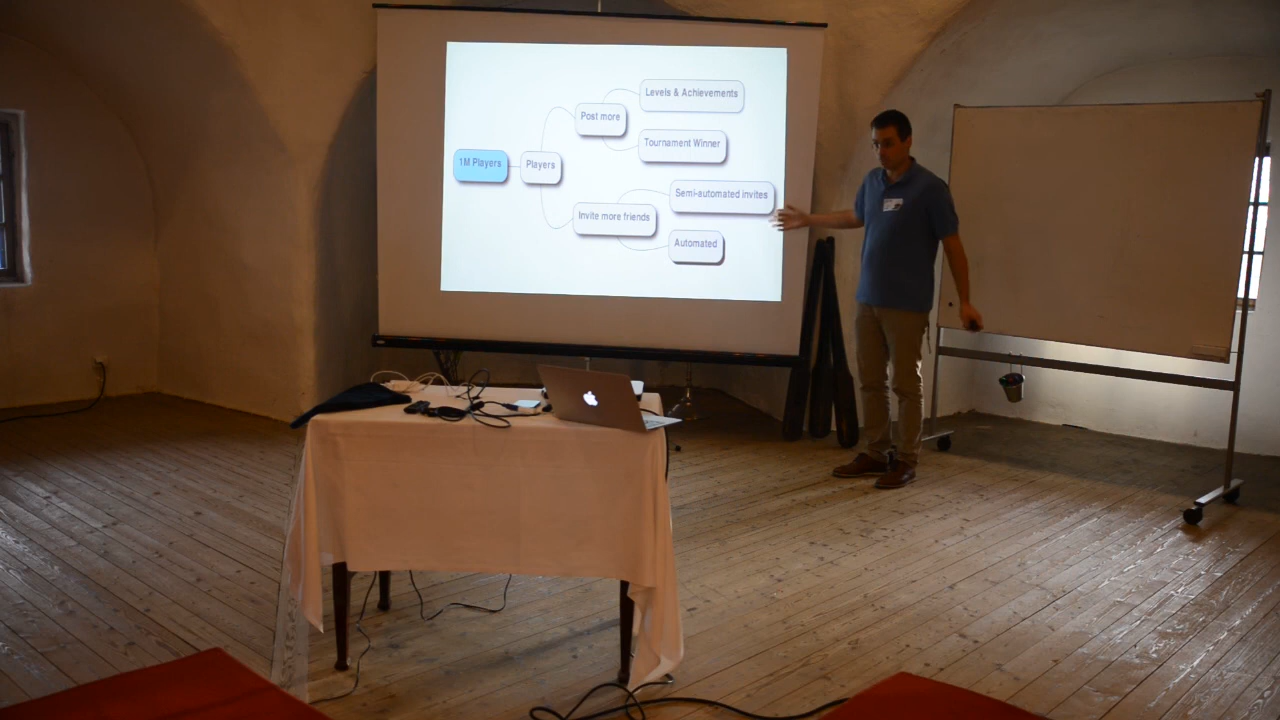 Levels & Achievements
Post more
Tournament Winner
1M Players
Players
Semi-automated invites
Invite more friends
Automated